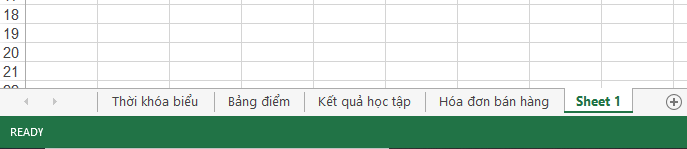 18
19
20
21
Thời khóa biểu Bảng điểm Kết quả học tập Hóa đơn bán hàng Sheet 1
READY